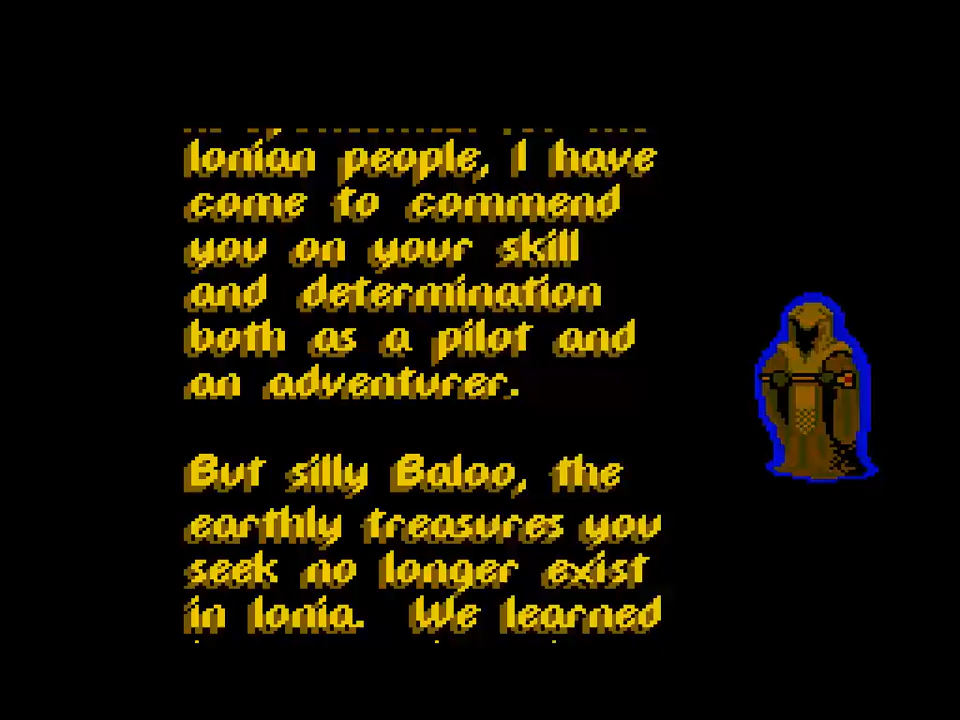 Ionian people, I have
come to commend
you on your skill
and determination
both as a pilot and
an adventurer.
But silly Baloo, the
earthly treasures you
seek no longer exist
in Ionia. We learned